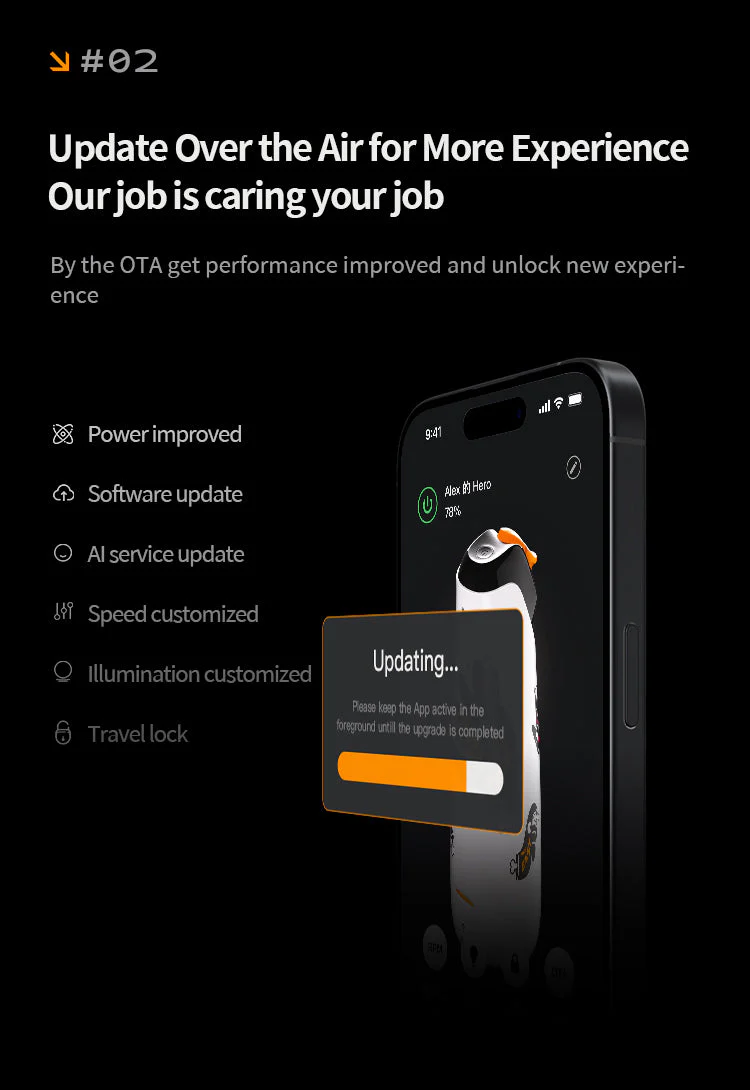 #02
Update Over the Air for More Experience
Our job is caring your job
By the OTA get performance improved and unlock new experi-
ence
9:41
Alex 的 Hero
78%
Power improved
Software update
AI service update
Speed customized
Illumination customized
Travel lock
Updating...
Please keep the App active in the
foreground untill the upgrade is completed